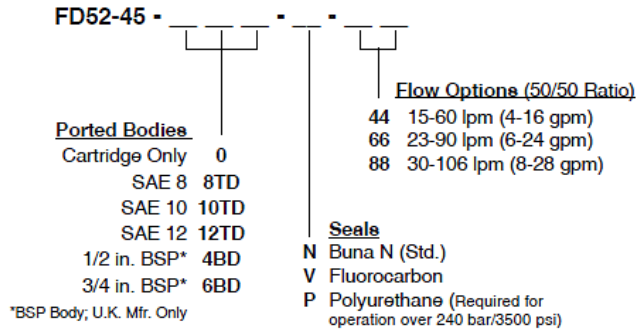 FD52-45 - __ __ __ - __ - __ __
Flow Options (50/50 Ratio)
44 15-60 lpm (4-16 gpm)
66 23-90 lpm (6-24 gpm)
88 30-106 lpm (8-28 gpm)
Ported Bodies
Cartridge Only 0
SAE 8 8TD
SAE 10 10TD
SAE 12 12TD
1/2 in. BSP* 4BD
3/4 in. BSP* 6BD
*BSP Body; U.K. Mfr. Only
Seals
N Buna N (Std.)
V Fluorocarbon
P Polyurethane (Required for
operation over 240 bar/3500 psi)